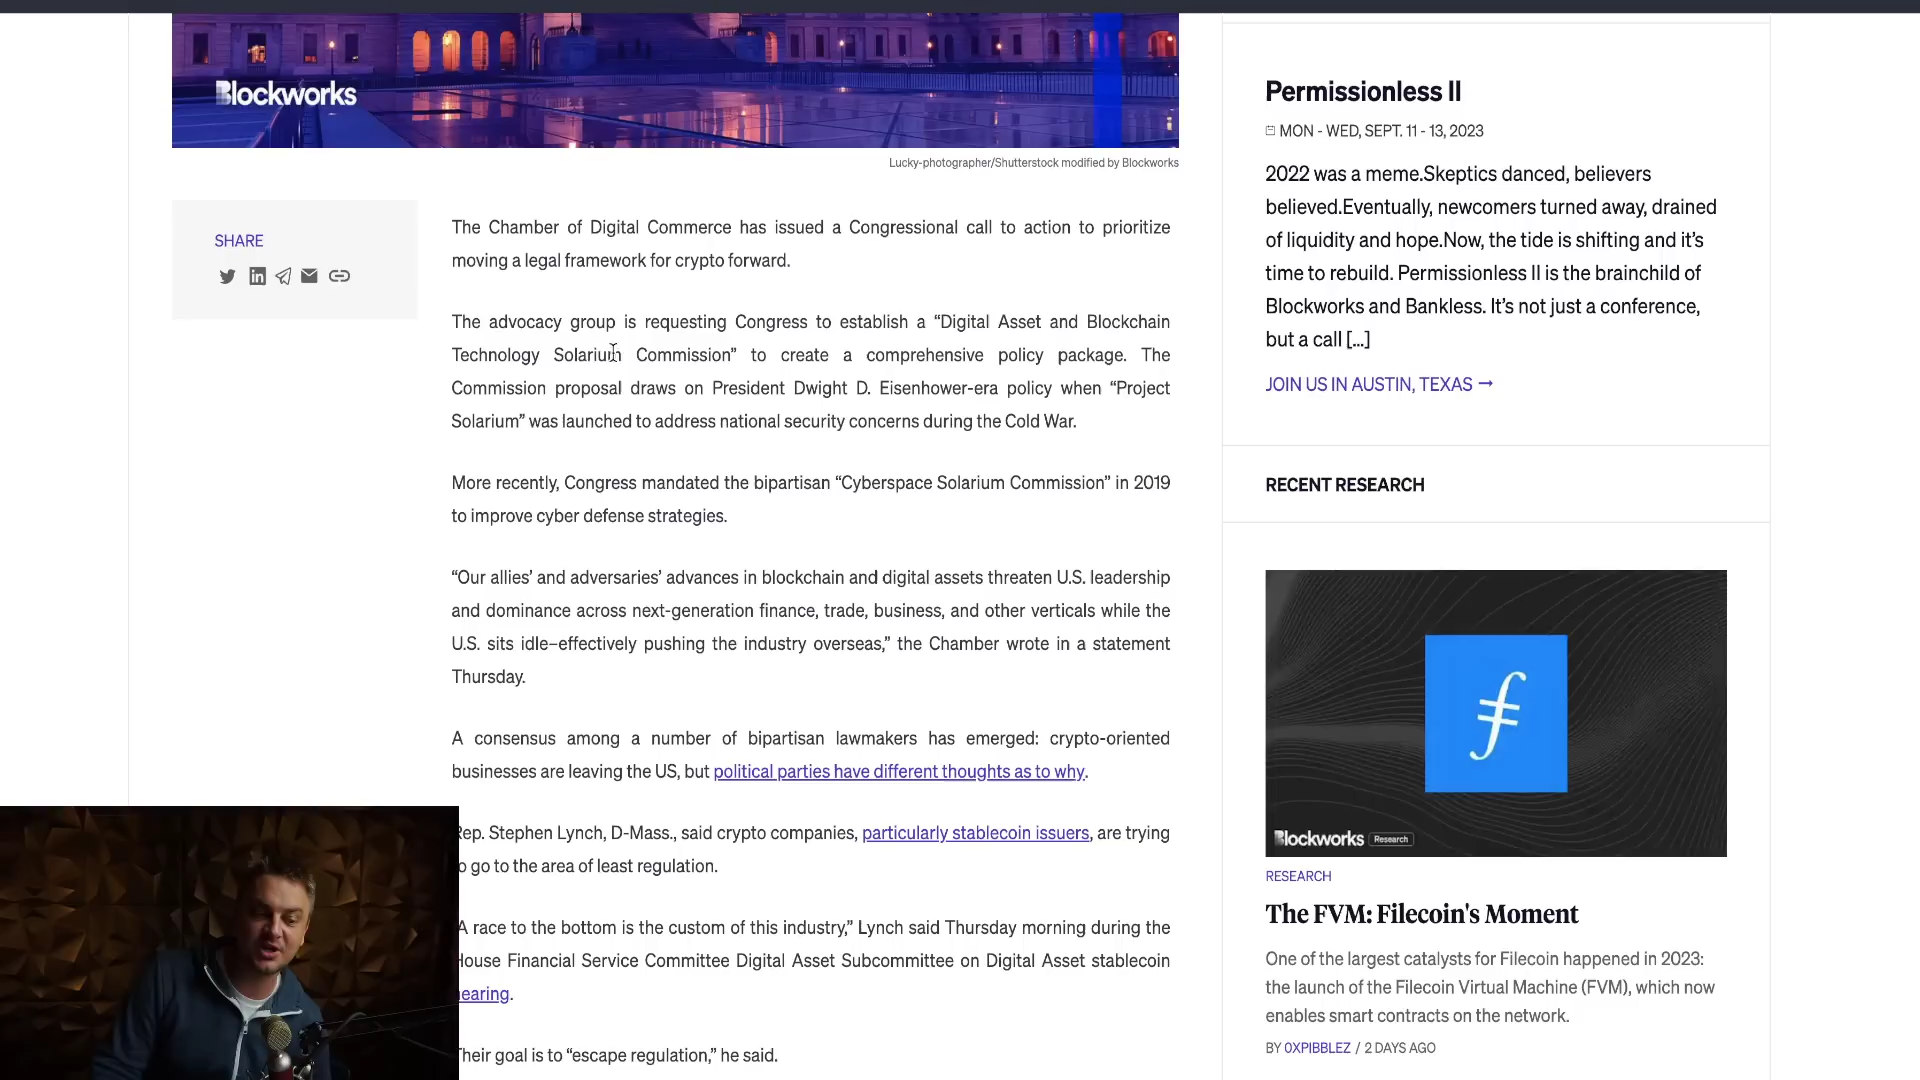 Blockworks
Lucky-photographer/Shutterstock modified by Blockworks
SHARE
The Chamber of Digital Commerce has issued a Congressional call to action to prioritize
moving a legal framework for crypto forward.
The advocacy group is requesting Congress to establish a “Digital Asset and Blockchain
Technology Solarium Commission” to create a comprehensive policy package. The
Commission proposal draws on President Dwight D. Eisenhower-era policy when “Project
Solarium” was launched to address national security concerns during the Cold War.
More recently, Congress mandated the bipartisan “Cyberspace Solarium Commission” in 2019
to improve cyber defense strategies.
“Our allies’ and adversaries’ advances in blockchain and digital assets threaten U.S. leadership
and dominance across next-generation finance, trade, business, and other verticals while the
U.S. sits idle–effectively pushing the industry overseas,” the Chamber wrote in a statement
Thursday.
A consensus among a number of bipartisan lawmakers has emerged: crypto-oriented
businesses are leaving the US, but political parties have different thoughts as to why.
Rep. Stephen Lynch, D-Mass., said crypto companies, particularly stablecoin issuers, are trying
o go to the area of least regulation.
A race to the bottom is the custom of this industry,” Lynch said Thursday morning during the
House Financial Service Committee Digital Asset Subcommittee on Digital Asset stablecoin
hearing.
Their goal is to “escape regulation,” he said.
Permissionless II
MON - WED, SEPT. 11 - 13, 2023
2022 was a meme.Skeptics danced, believers
believed.Eventually, newcomers turned away, drained
of liquidity and hope.Now, the tide is shifting and it’s
time to rebuild. Permissionless II is the brainchild of
Blockworks and Bankless. It’s not just a conference,
but a call [...]
JOIN US IN AUSTIN, TEXAS →
RECENT RESEARCH
Blockworks Research
RESEARCH
The FVM: Filecoin's Moment
One of the largest catalysts for Filecoin happened in 2023:
the launch of the Filecoin Virtual Machine (FVM), which now
enables smart contracts on the network.
BY 0XPIBBLEZ / 2 DAYS AGO